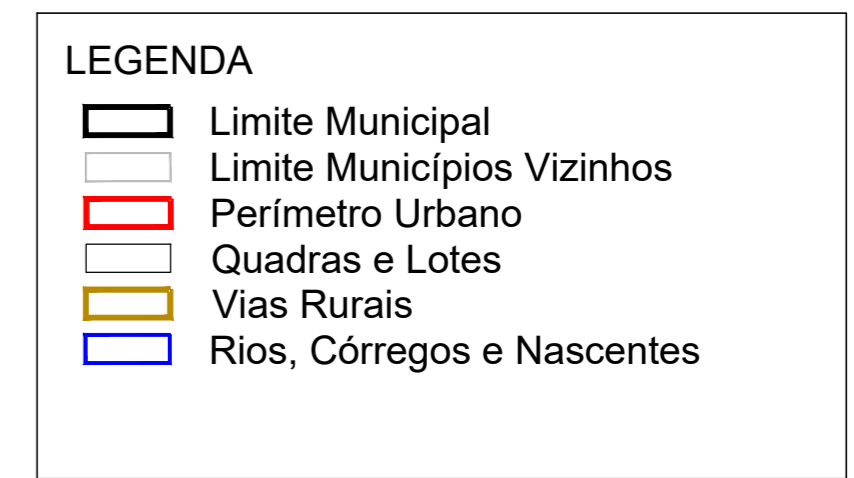 LEGENDA
Limite Municipal
Limite Municípios Vizinhos
Perímetro Urbano
Quadras e Lotes
Vias Rurais
Rios, Córregos e Nascentes